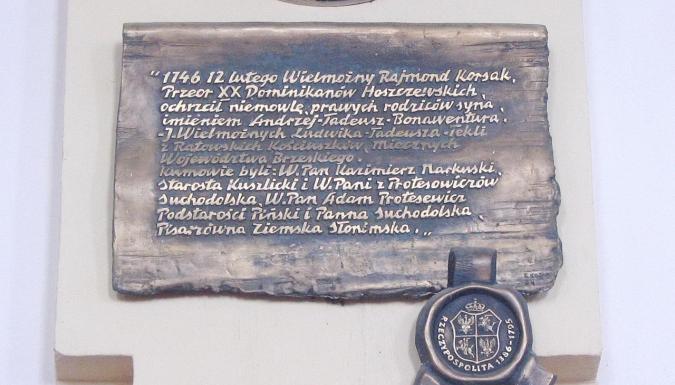 „1746 12 lutego Wielmożny Rajmond Korsak,
Przeor XX Dominikanów Hoszczewskich,
ochrzcił niemowlę, prawych rodziców syna,
imieniem Andrzej-Tadeusz-Bonawentura.
-J.Wielmożnych Ludwika-Tadeusza-Tekli
z Ratowskich Kościuszków, Miecznych
Województwa Brzeskiego.
Kumowie byli: W.Pan Kazimierz Narkuski,
Starosta Kuszlicki i W.Pani z Protesowiczów
Suchodolska, W.Pan Adam Protesewicz
Podstarości Piński i Panna Suchodolska,
Pisarzówna Ziemska Słonimska.„
RZECZYPOSPOLITA 1386-1795